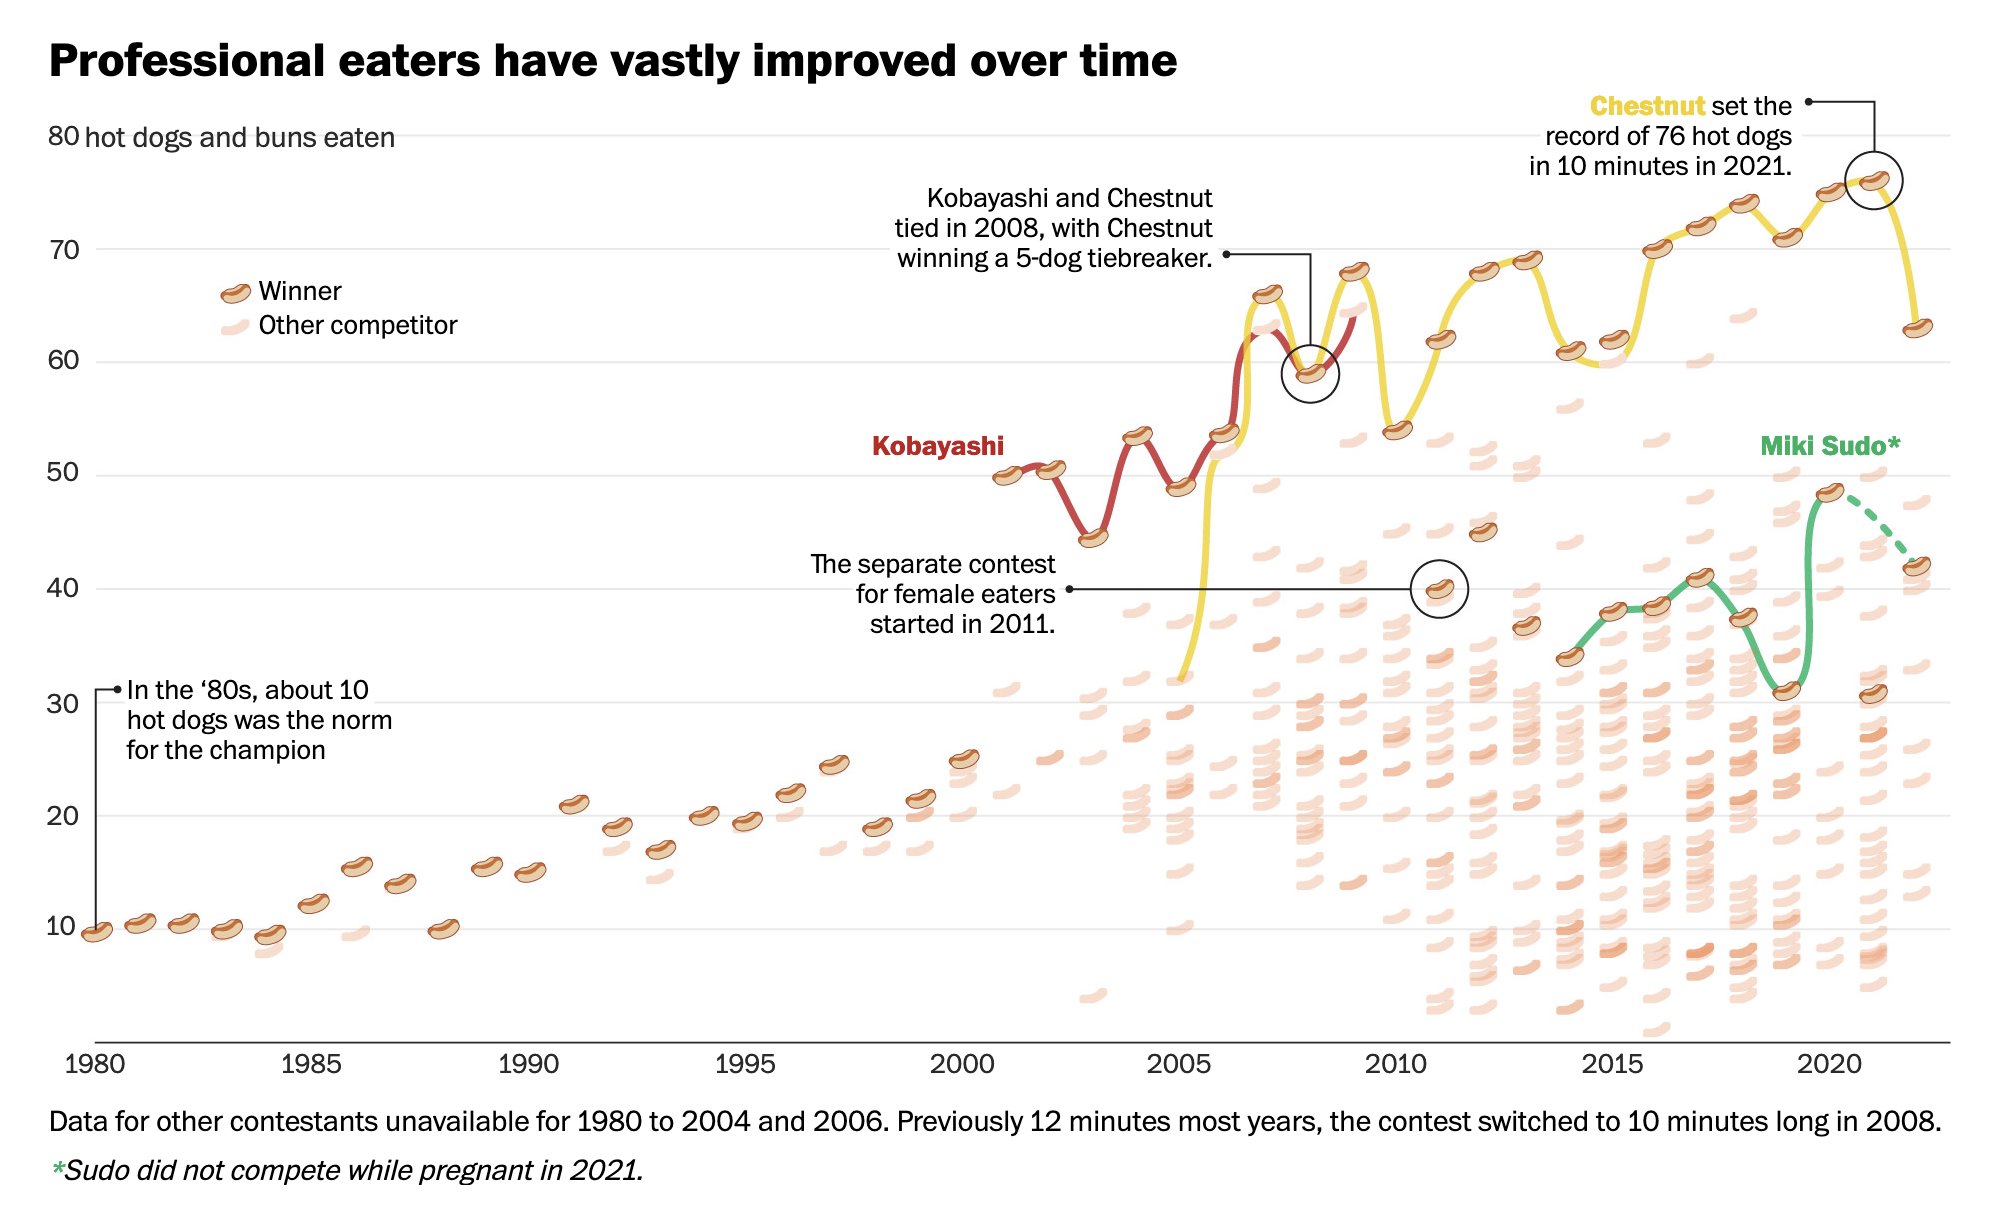 Professional eaters have vastly improved over time
80 hot dogs and buns eaten
70
60
50
40
30
20
10
Winner
Other competitor
Chestnut set the
record of 76 hot dogs
in 10 minutes in 2021.
Kobayashi and Chestnut
tied in 2008, with Chestnut
winning a 5-dog tiebreaker.
Kobayashi
Miki Sudo*
The separate contest
for female eaters
started in 2011.
In the ‘80s, about 10
hot dogs was the norm
for the champion
1980 1985 1990 1995 2000 2005 2010 2015 2020
Data for other contestants unavailable for 1980 to 2004 and 2006. Previously 12 minutes most years, the contest switched to 10 minutes long in 2008.
*Sudo did not compete while pregnant in 2021.